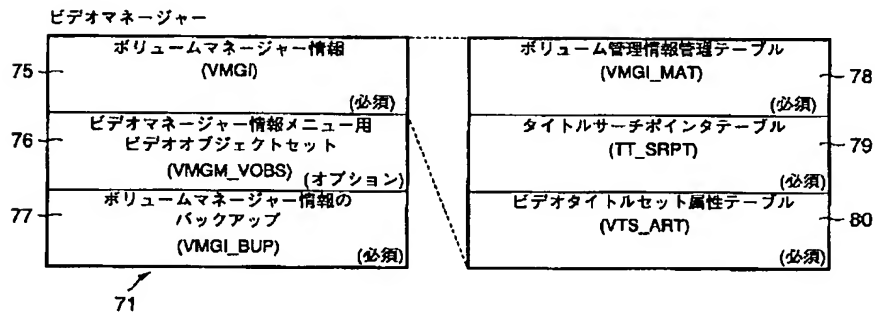 ビデオマネージャー
75
ボリュームマネージャー情報
(VMGI)
(必須)
76
ビデオマネージャー情報メニュー用
ビデオオブジェクトセット
(VMGM_VOBS)
(オプション)
77
ボリュームマネージャー情報の
バックアップ
(VMGI_BUP)
(必須)
71
ボリューム管理情報管理テーブル
(VMGI_MAT)
(必須)
78
タイトルサーチポインタテーブル
(TT_SRPT)
(必須)
79
ビデオタイトルセット属性テーブル
(VTS_ART)
(必須)
80